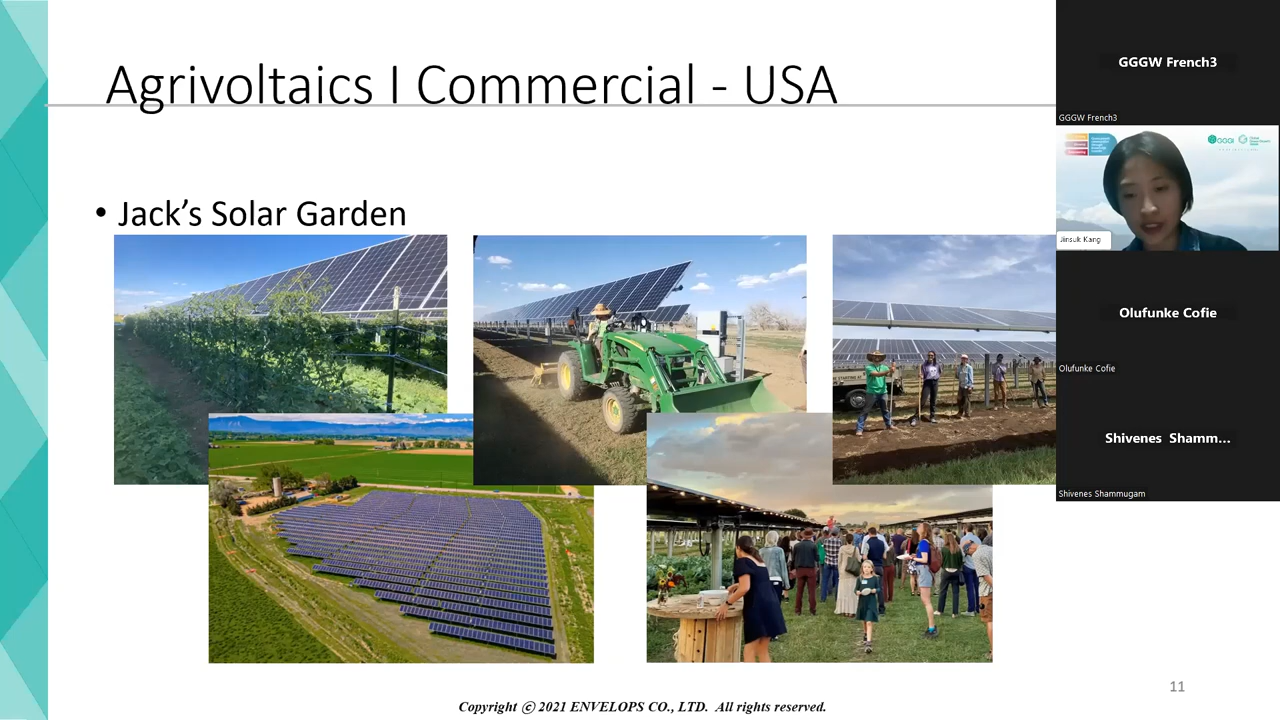 Agrivoltaics I Commercial - USA
• Jack's Solar Garden
11
Copyright ⓒ 2021 ENVELOPS CO., LTD. All rights reserved.
GGGW French3
GGGW French3
GGGI
Jinsuk Kang
Olufunke Cofie
Olufunke Cofie
Shivenes Shamm...
Shivenes Shammugam